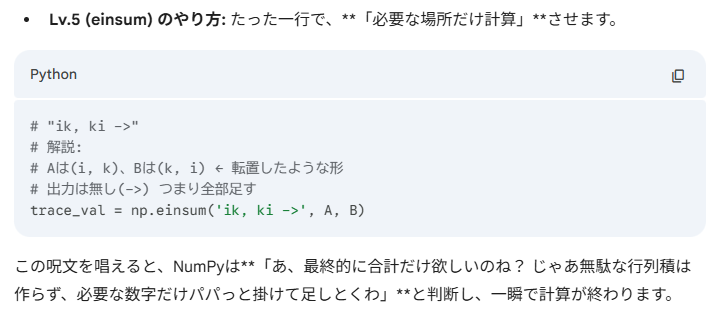 • Lv.5 (einsum) のやり方: たった一行で、**「必要な場所だけ計算」**させます。
Python
# "ik, ki ->"
# 解説:
# Aは(i, k)、Bは(k, i) ← 転置したような形
# 出力は無し(->) つまり全部足す
trace_val = np.einsum('ik, ki ->', A, B)
この呪文を唱えると、NumPyは**「あ、最終的に合計だけ欲しいのね？ じゃあ無駄な行列積は
作らず、必要な数字だけパパっと掛けて足しとくわ」**と判断し、一瞬で計算が終わります。